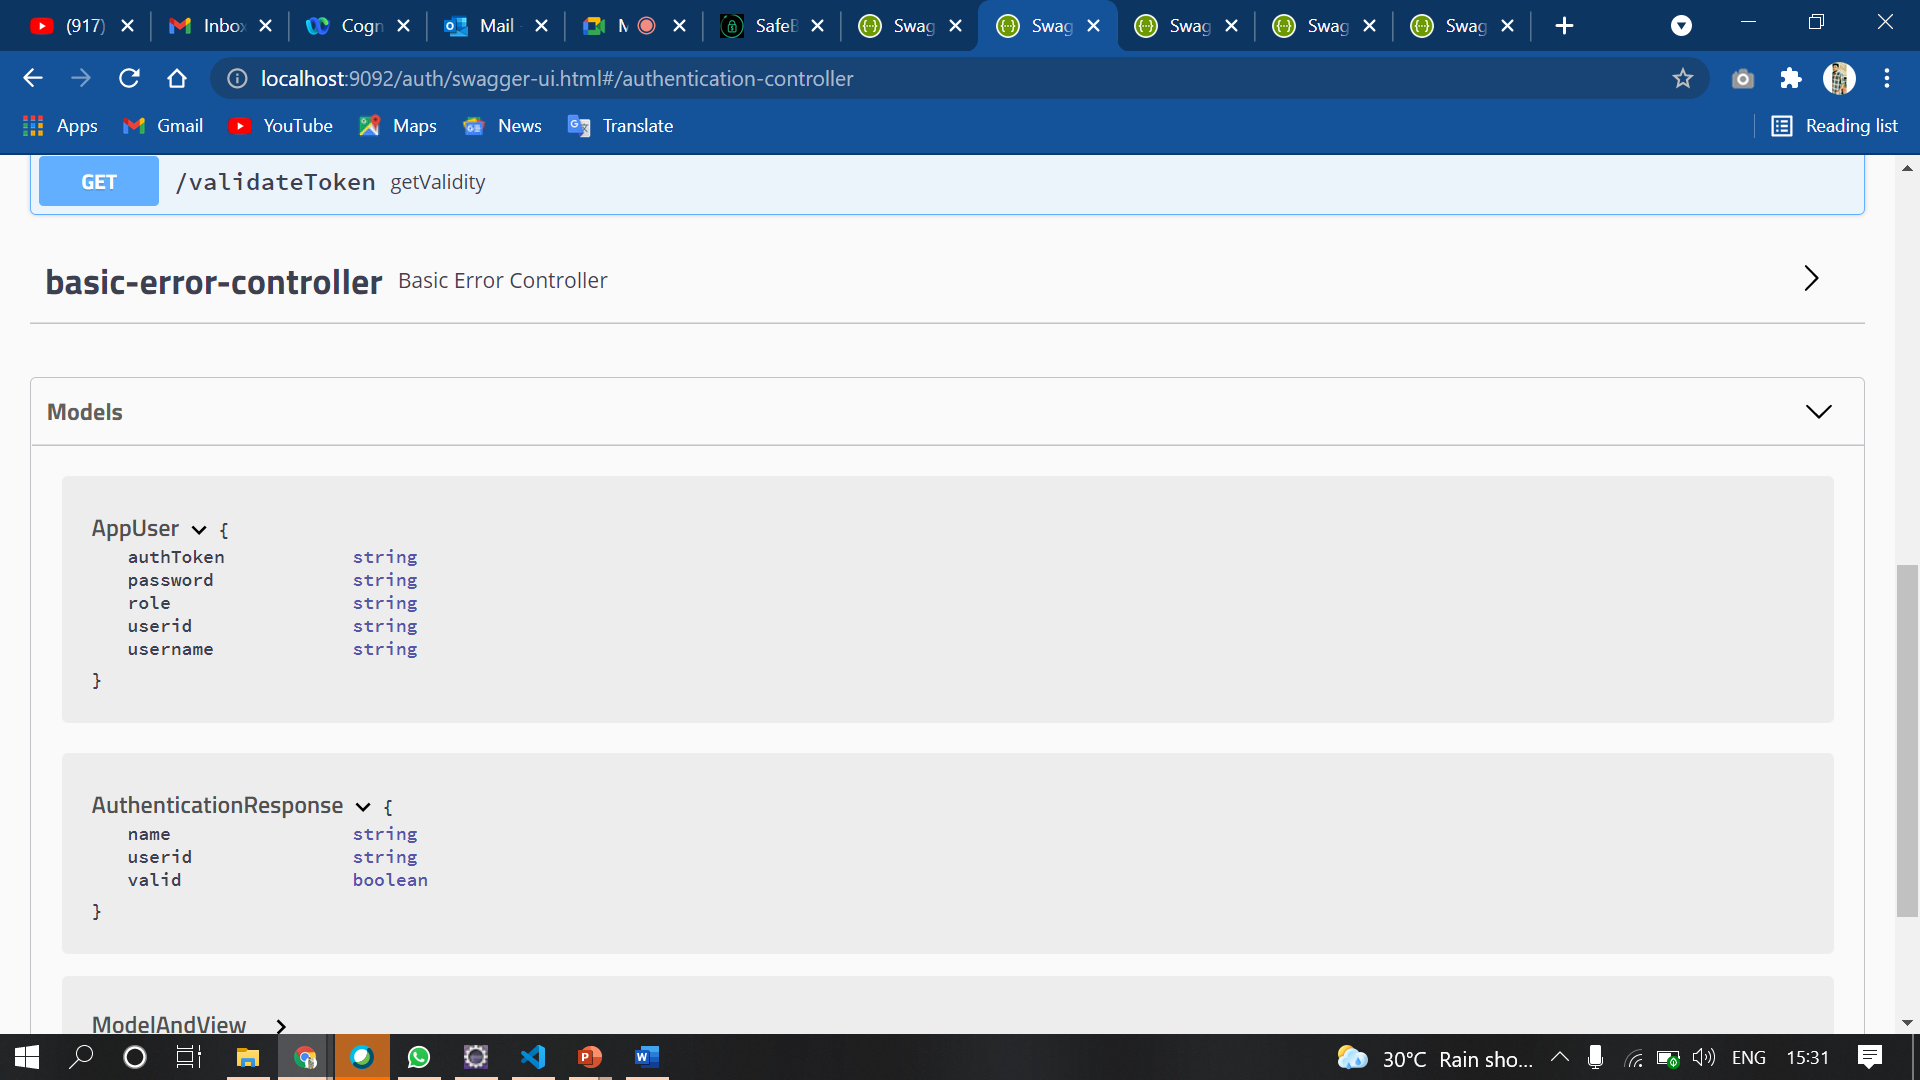 (917) Inbo Cogn Mail M SafeB Swag Swag Swag Swag Swag
localhost:9092/auth/swagger-ui.html#/authentication-controller
Apps Gmail YouTube Maps News Translate Reading list
GET /validateToken getValidity
basic-error-controller Basic Error Controller
Models
AppUser {
authToken string
password string
role string
userid string
username string
}
AuthenticationResponse {
name string
userid string
valid boolean
}
ModelAndView
30°C Rain sho... ENG 15:31